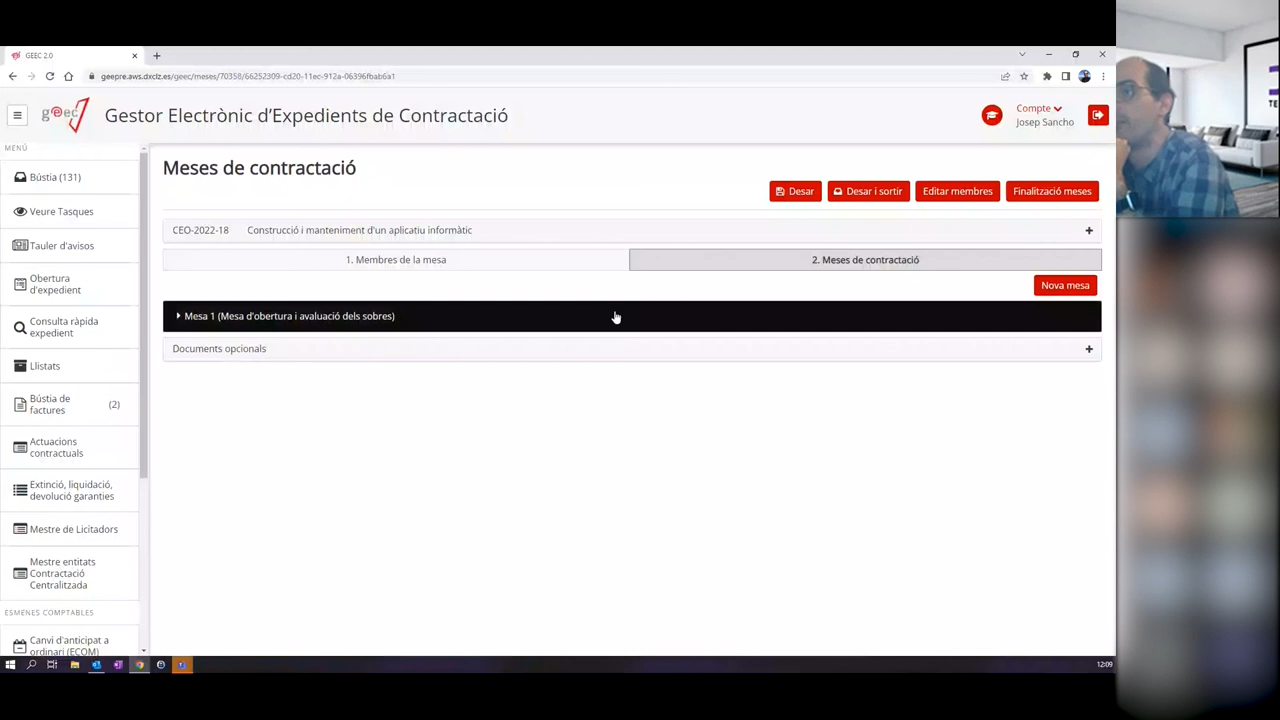 GEEC 2.0
geepre.aws.dxclz.es/geec/meses/70358/66252309-cd20-11ec-912a-06396fbab6a1
geec
Gestor Electrònic d'Expedients de Contractació
Compte
Josep Sancho
MENÚ
Bústia (131)
Veure Tasques
Tauler d'avisos
Obertura
d'expedient
Consulta ràpida
expedient
Llistats
Bústia de
factures
(2)
Actuacions
contractuals
Extinció, liquidació,
devolució garanties
Mestre de Licitadors
Mestre entitats
Contractació
Centralitzada
ESMENES COMPTABLES
Canvi d'anticipat a
ordinari (ECOM)
Meses de contractació
Desar
Desar i sortir
Editar membres
Finalització meses
CEO-2022-18 Construcció i manteniment d'un aplicatiu informàtic
1. Membres de la mesa
2. Meses de contractació
Nova mesa
Mesa 1 (Mesa d'obertura i avaluació dels sobres)
Documents opcionals
12:09